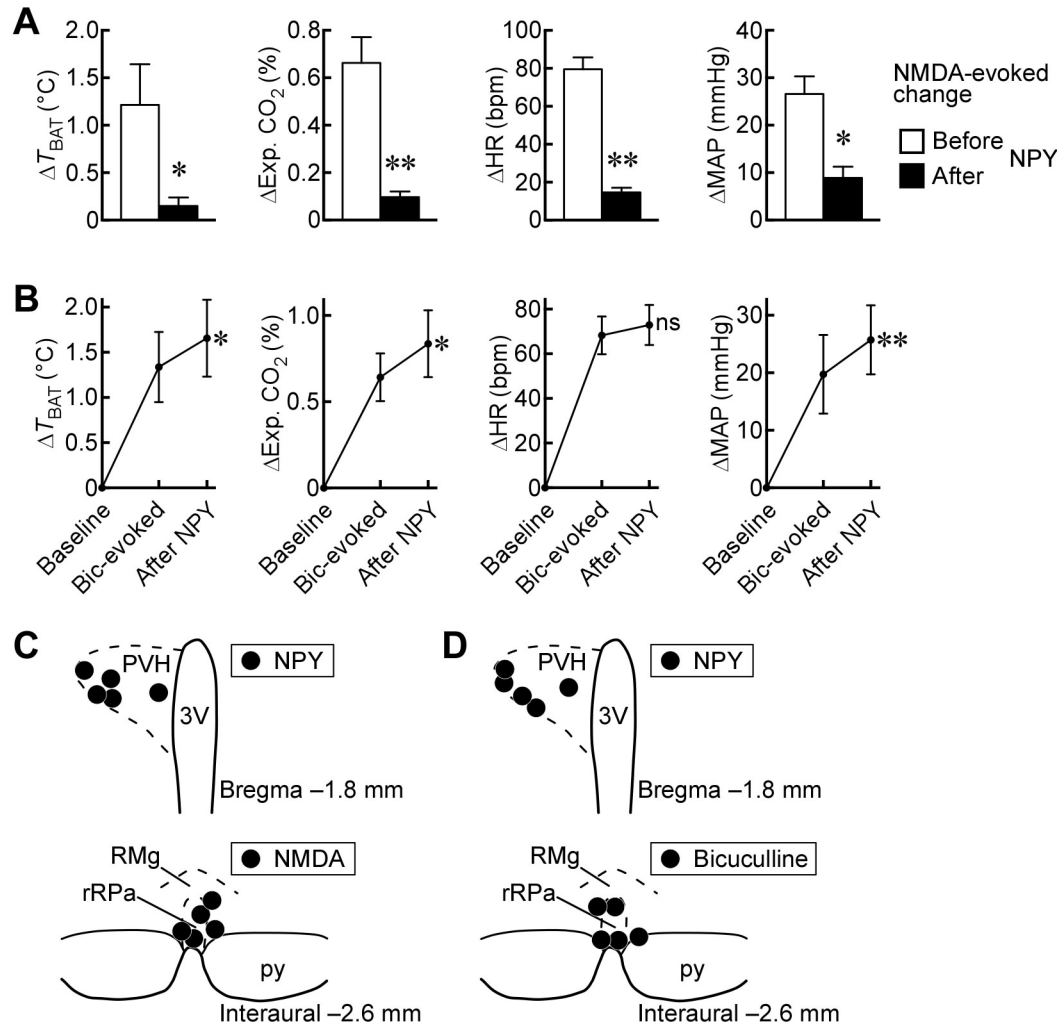 A
ΔTBAT (°C)
2.0
1.5
1.0
0.5
0
*
ΔExp. CO2 (%)
0.8
0.6
0.4
0.2
0
**
ΔHR (bpm)
100
80
60
40
20
0
**
ΔMAP (mmHg)
40
30
20
10
0
*
NMDA-evoked
change
Before
After
NPY
B
ΔTBAT (°C)
2.0
1.5
1.0
0.5
0
*
Baseline
Bic-evoked
After NPY
ΔExp. CO2 (%)
1.0
0.5
0
*
Baseline
Bic-evoked
After NPY
ΔHR (bpm)
80
60
40
20
0
ns
Baseline
Bic-evoked
After NPY
ΔMAP (mmHg)
30
20
10
0
**
Baseline
Bic-evoked
After NPY
C
PVH
NPY
3V
Bregma –1.8 mm
RMg
NMDA
rRPa
py
Interaural –2.6 mm
D
PVH
NPY
3V
Bregma –1.8 mm
RMg
Bicuculline
rRPa
py
Interaural –2.6 mm